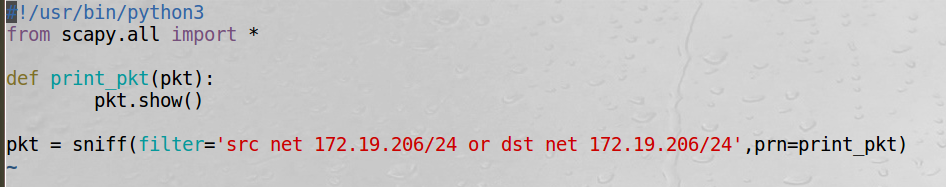 #!/usr/bin/python3
from scapy.all import *

def print_pkt(pkt):
        pkt.show()

pkt = sniff(filter='src net 172.19.206/24 or dst net 172.19.206/24',prn=print_pkt)
~